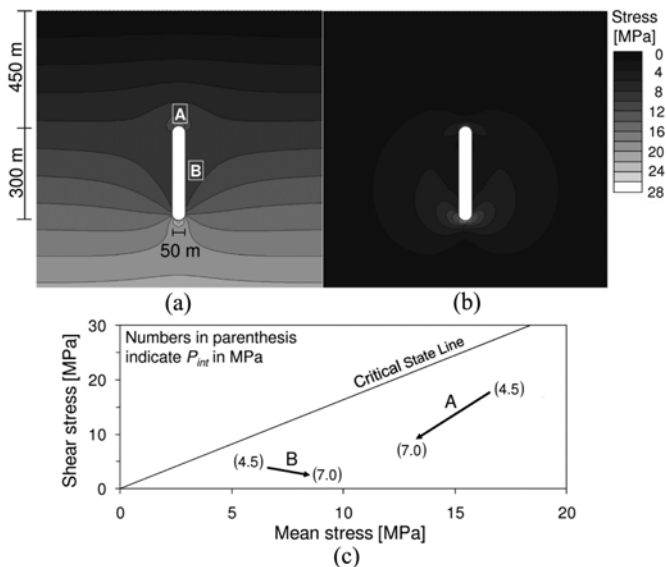 450 m
300 m
A
B
50 m
(a)
(b)
Stress
[MPa]
0
4
8
12
16
20
24
28
Numbers in parenthesis
indicate P_int in MPa
Critical State Line
Shear stress [MPa]
30
20
10
0
A
(4.5)
(7.0)
(4.5)
B
(7.0)
0
5
10
15
20
Mean stress [MPa]
(c)